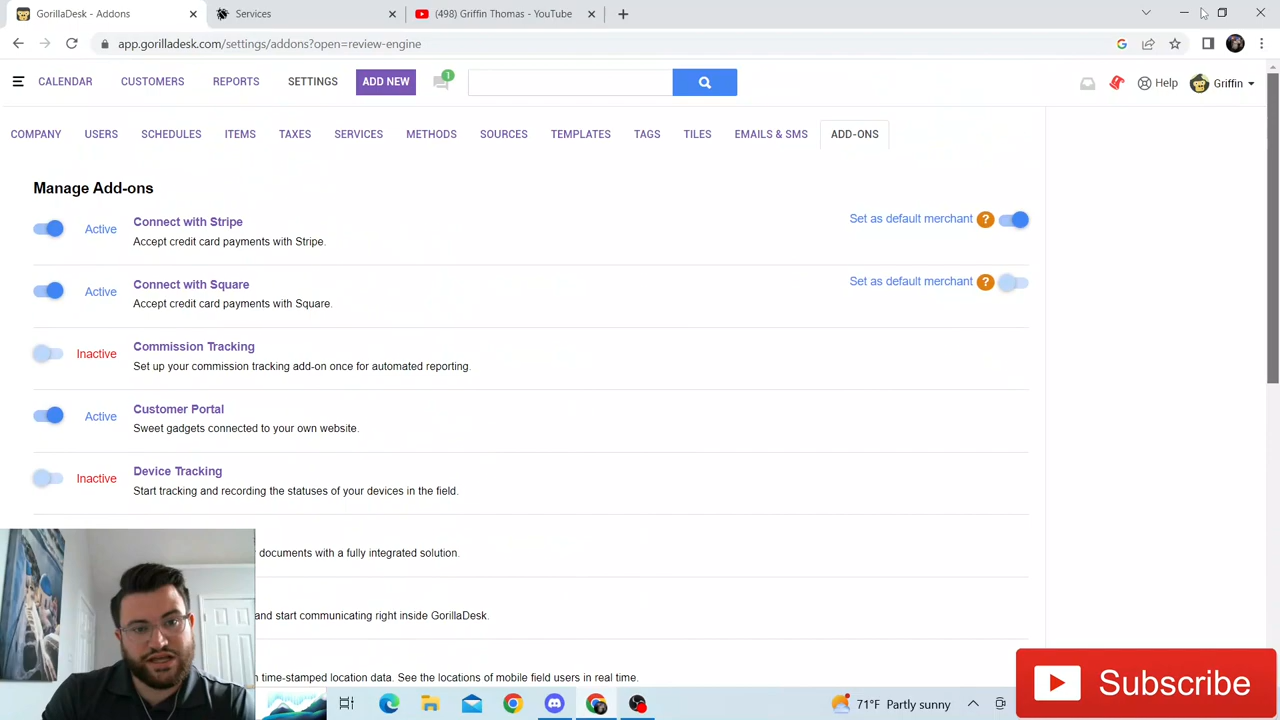 GorillaDesk - Addons
Services
(498) Griffin Thomas - YouTube
app.gorilladesk.com/settings/addons?open=review-engine
CALENDAR CUSTOMERS REPORTS SETTINGS ADD NEW 1 Help Griffin
COMPANY USERS SCHEDULES ITEMS TAXES SERVICES METHODS SOURCES TEMPLATES TAGS TILES EMAILS & SMS ADD-ONS
Manage Add-ons
Active Connect with Stripe Set as default merchant ?
Accept credit card payments with Stripe.
Active Connect with Square Set as default merchant ?
Accept credit card payments with Square.
Inactive Commission Tracking
Set up your commission tracking add-on once for automated reporting.
Active Customer Portal
Sweet gadgets connected to your own website.
Inactive Device Tracking
Start tracking and recording the statuses of your devices in the field.
documents with a fully integrated solution.
and start communicating right inside GorillaDesk.
time-stamped location data. See the locations of mobile field users in real time.
Subscribe
71°F Partly sunny